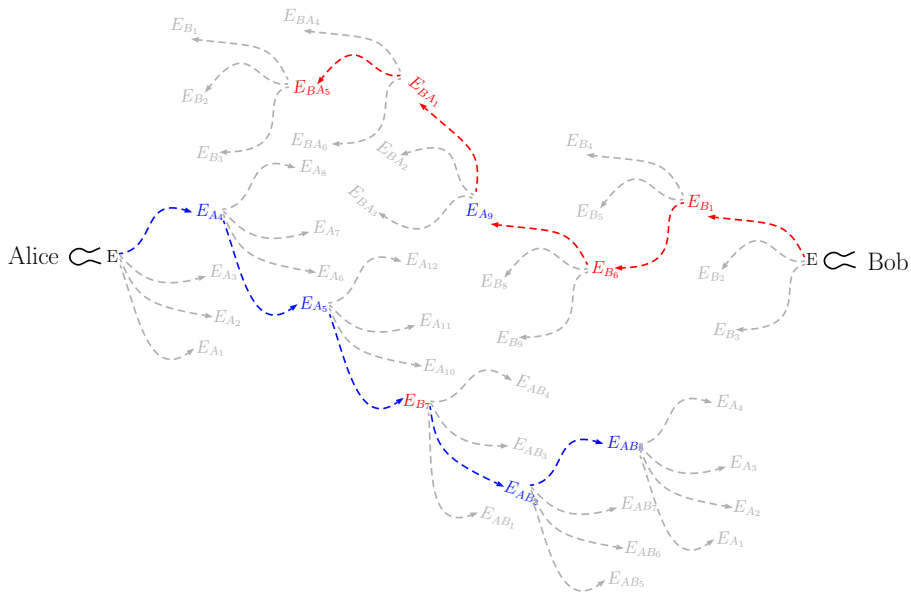 E_{BA_4}
E_{B_1}
E_{BA_5}
E_{BA_1}
E_{B_2}
E_{BA_6}
E_{B_4}
E_{B_3}
E_{BA_2}
E_{A_8}
E_{BA_3}
E_{B_1}
E_{A_4}
E_{A_9}
E_{B_5}
E_{A_7}
Alice
E
E_{A_3}
E_{A_6}
E_{A_12}
E_{B_6}
E_{B_8}
E_{B_2}
E
Bob
E_{A_5}
E_{A_2}
E_{A_11}
E_{B_9}
E_{B_3}
E_{A_1}
E_{A_10}
E_{B_7}
E_{AB_4}
E_{A_4}
E_{AB_3}
E_{A_3}
E_{AB_2}
E_{AB_7}
E_{A_2}
E_{AB_1}
E_{AB_6}
E_{A_1}
E_{AB_5}